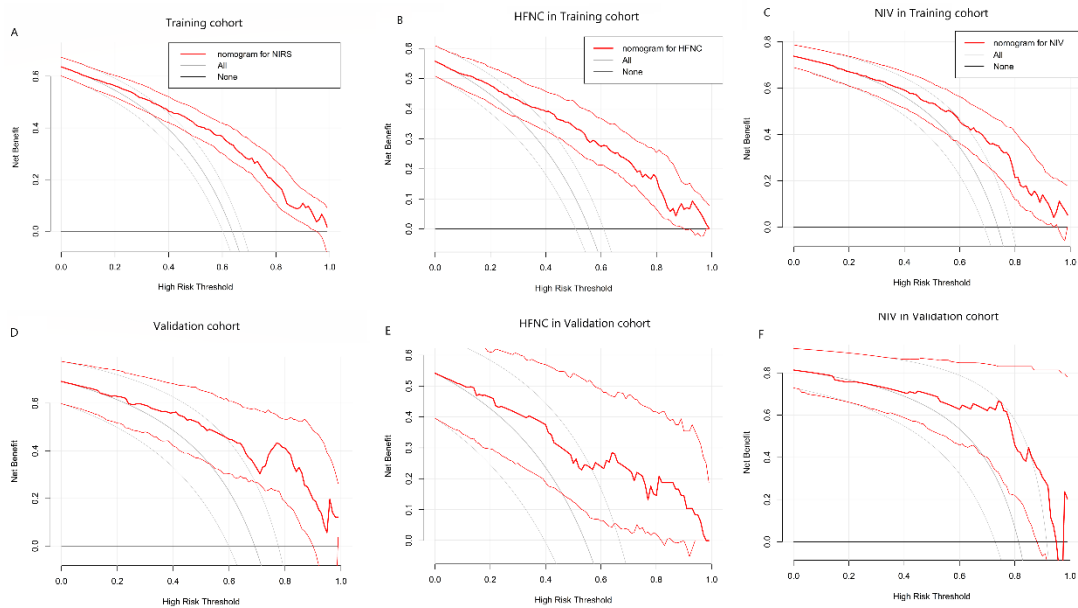 Training cohort
A
nomogram for NIRS
All
None
Net Benefit
0.6
0.4
0.2
0.0
0.0 0.2 0.4 0.6 0.8 1.0
High Risk Threshold
HFNC in Training cohort
B
nomogram for HFNC
All
None
Net Benefit
0.6
0.5
0.4
0.3
0.2
0.1
0.0
0.0 0.2 0.4 0.6 0.8 1.0
High Risk Threshold
NIV in Training cohort
C
nomogram for NIV
All
None
Net Benefit
0.8
0.6
0.4
0.2
0.0
0.0 0.2 0.4 0.6 0.8 1.0
High Risk Threshold
Validation cohort
D
Net Benefit
0.6
0.4
0.2
0.0
0.0 0.2 0.4 0.6 0.8 1.0
High Risk Threshold
HFNC in Validation cohort
E
Net Benefit
0.6
0.5
0.4
0.3
0.2
0.1
0.0
0.0 0.2 0.4 0.6 0.8 1.0
High Risk Threshold
NIV in Validation cohort
F
Net Benefit
0.8
0.6
0.4
0.2
0.0
0.0 0.2 0.4 0.6 0.8 1.0
High Risk Threshold